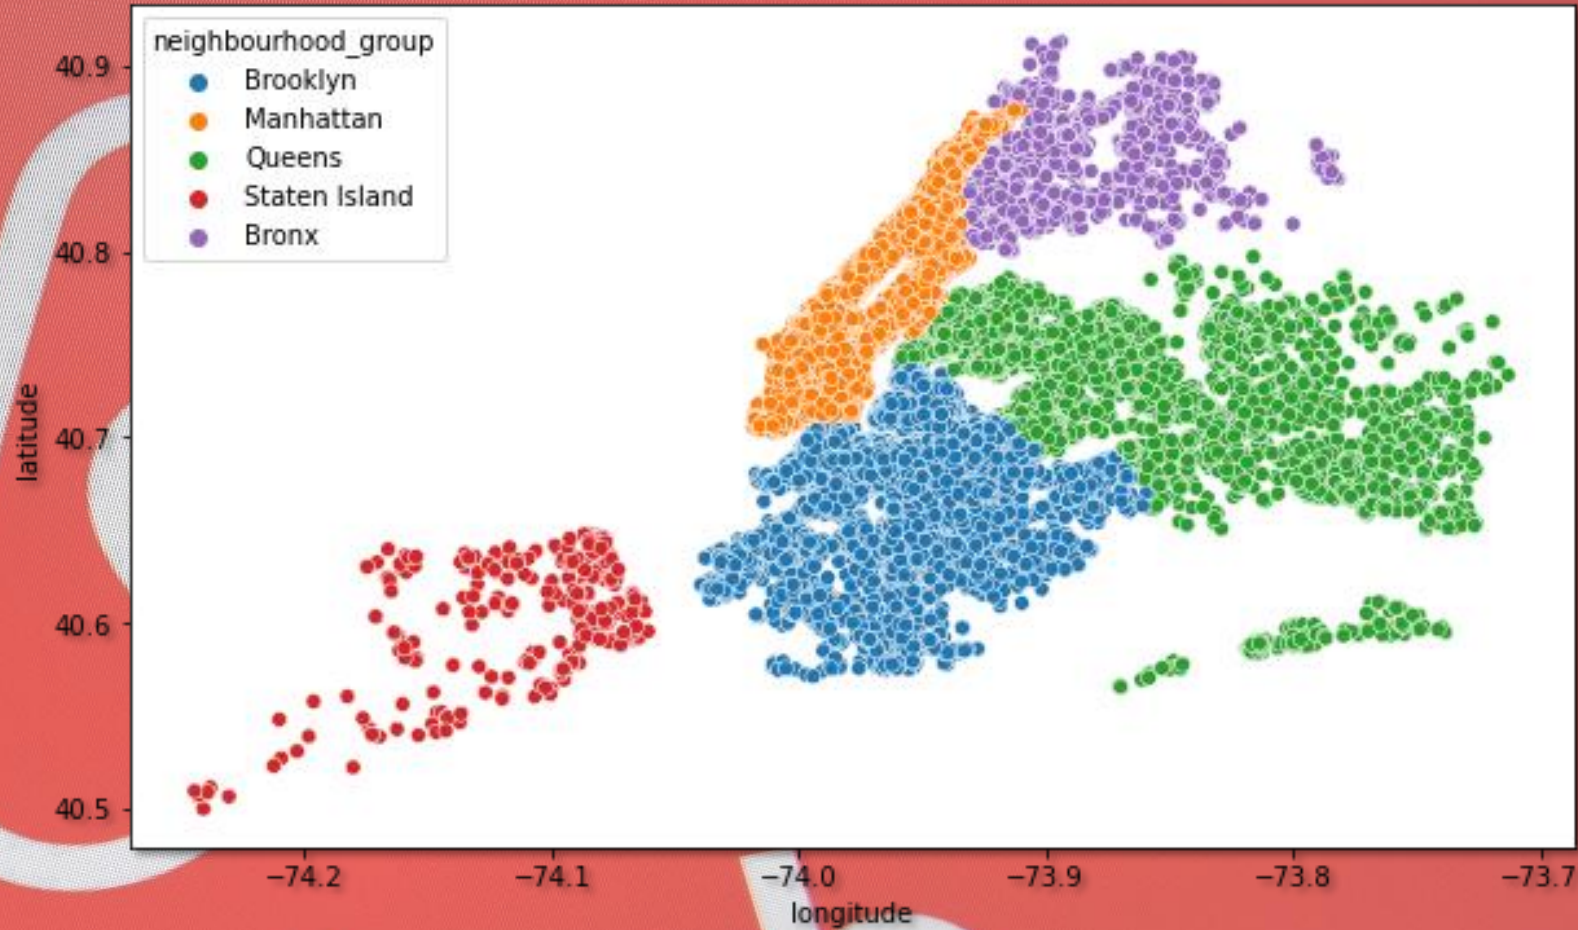 neighbourhood_group
Brooklyn
Manhattan
Queens
Staten Island
Bronx
40.9
40.8
40.7
40.6
40.5
latitude
−74.2
−74.1
−74.0
−73.9
−73.8
−73.7
longitude